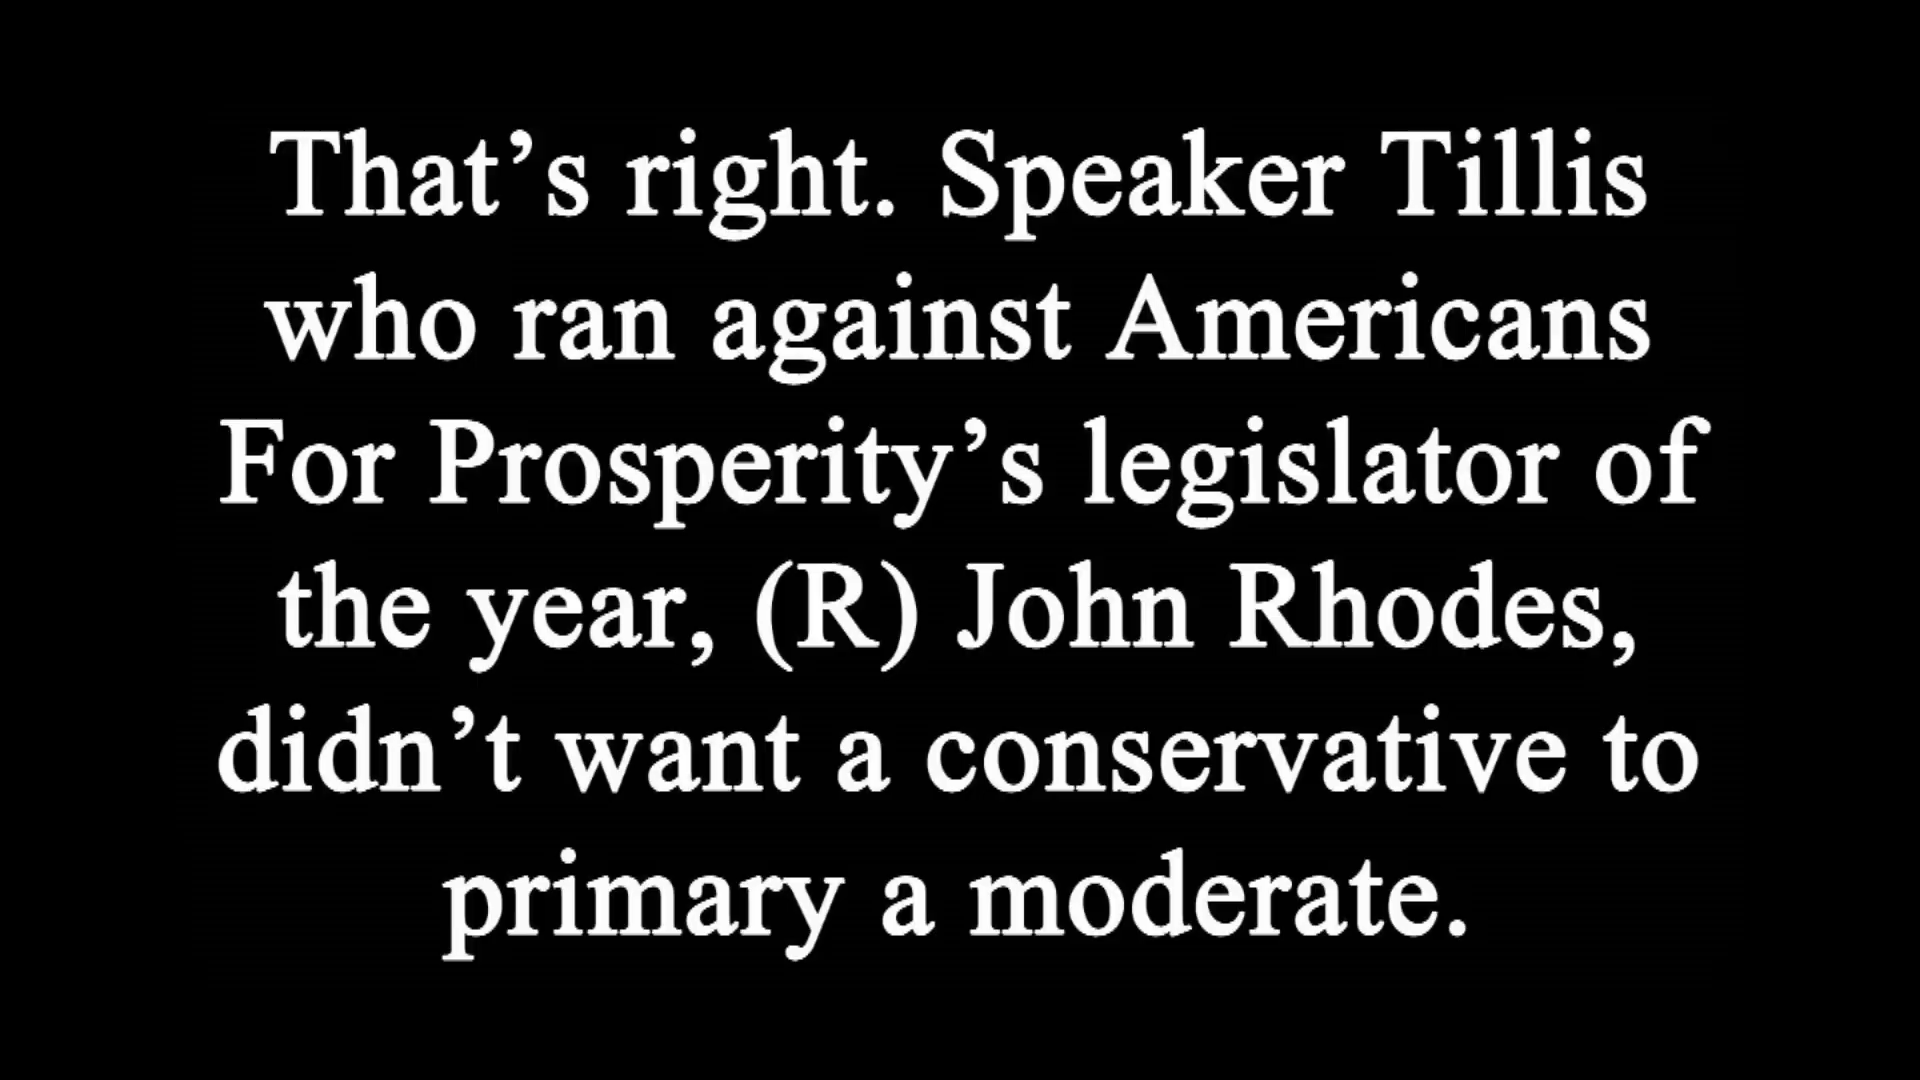 That’s right. Speaker Tillis
who ran against Americans
For Prosperity’s legislator of
the year, (R) John Rhodes,
didn’t want a conservative to
primary a moderate.